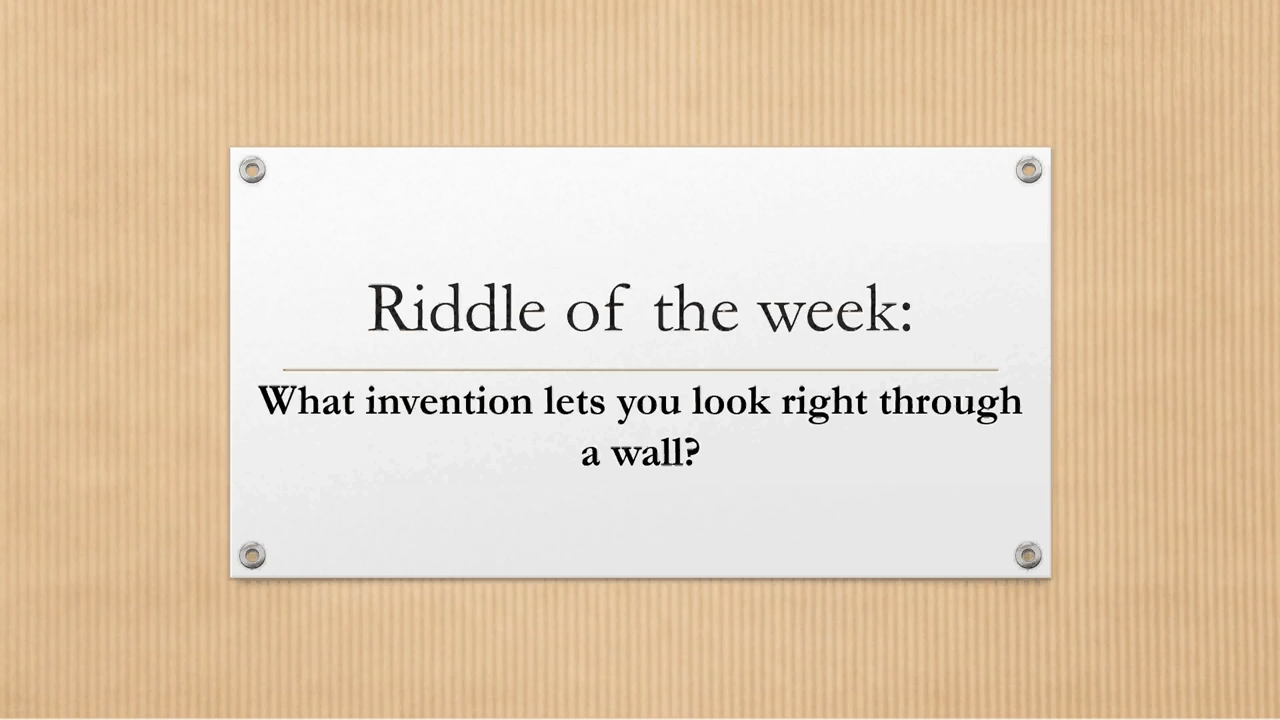 Riddle of the week:
What invention lets you look right through
a wall?